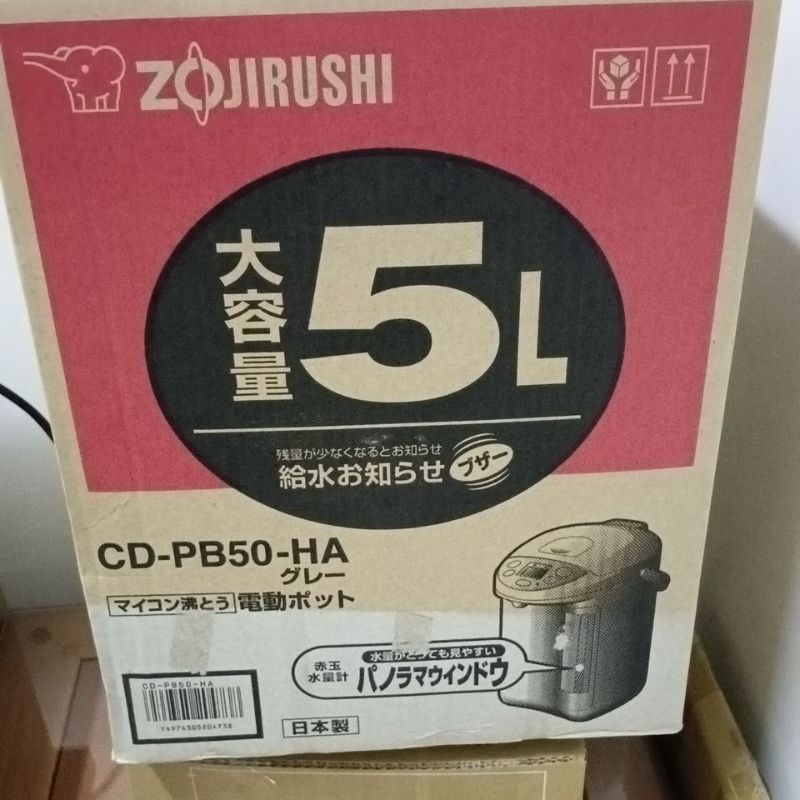 ZOJIRUSHI
大容量
5L
残量が少なくなるとお知らせ
給水お知らせ ブザー
CD-PB50-HA
グレー
マイコン沸とう 電動ポット
水量がとっても見やすい
赤玉
水量計
パノラマウィンドウ
CD-PB50-HA
日本製